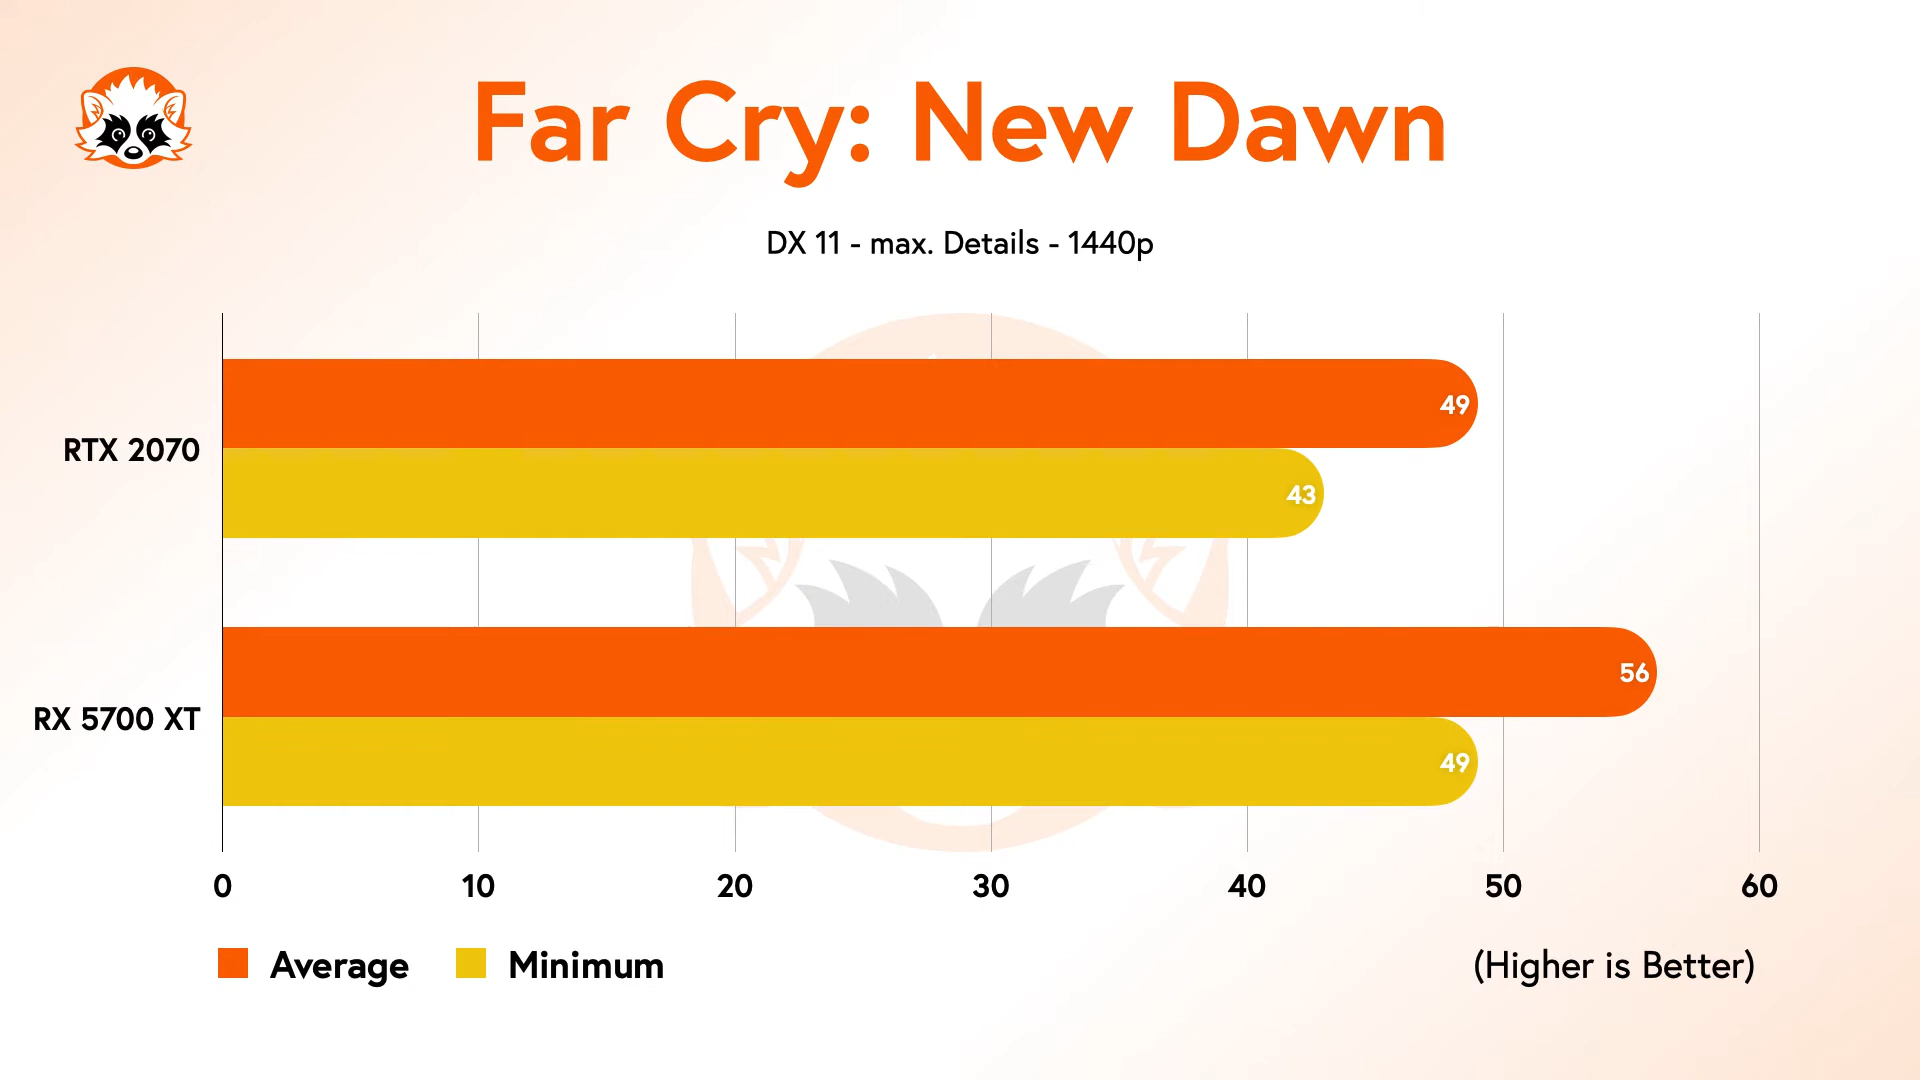 Far Cry: New Dawn
DX 11 - max. Details - 1440p
RTX 2070
49
43
RX 5700 XT
56
49
0 10 20 30 40 50 60
Average Minimum (Higher is Better)